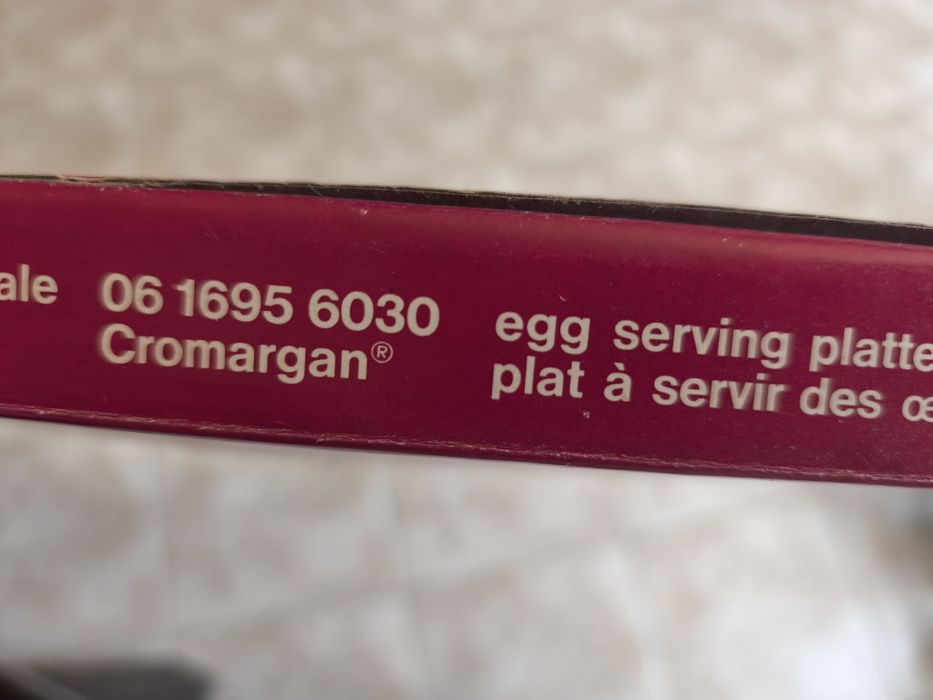 ale 06 1695 6030
Cromargan®
egg serving platte
plat à servir des œ